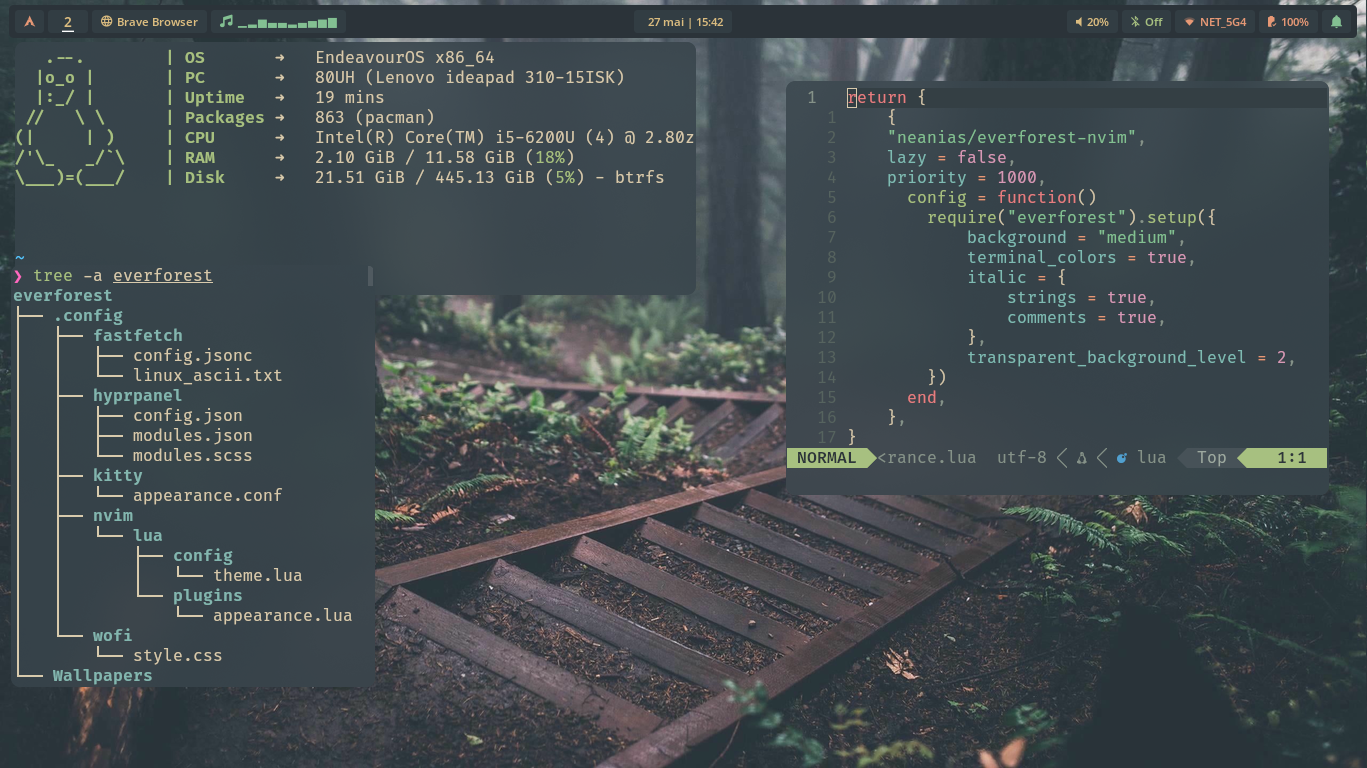 2
Brave Browser
27 mai | 15:42
20%
Off
NET_5G4
100%
.--. | OS ➜ EndeavourOS x86_64
|o_o | | PC ➜ 80UH (Lenovo ideapad 310-15ISK)
|:_/ | | Uptime ➜ 19 mins
// \ \ | Packages ➜ 863 (pacman)
(| | ) | CPU ➜ Intel(R) Core(TM) i5-6200U (4) @ 2.80z
/'\_ _/`\ | RAM ➜ 2.10 GiB / 11.58 GiB (18%)
\___)=(___/ | Disk ➜ 21.51 GiB / 445.13 GiB (5%) - btrfs
~
❯ tree -a everforest
everforest
├── .config
│   ├── fastfetch
│   │   ├── config.jsonc
│   │   └── linux_ascii.txt
│   ├── hyprpanel
│   │   ├── config.json
│   │   ├── modules.json
│   │   └── modules.scss
│   ├── kitty
│   │   └── appearance.conf
│   ├── nvim
│   │   └── lua
│   │       ├── config
│   │       │   └── theme.lua
│   │       └── plugins
│   │           └── appearance.lua
│   └── wofi
│       └── style.css
└── Wallpapers
1 return {
1     {
2     "neanias/everforest-nvim",
3     lazy = false,
4     priority = 1000,
5       config = function()
6         require("everforest").setup({
7             background = "medium",
8             terminal_colors = true,
9             italic = {
10                 strings = true,
11                 comments = true,
12             },
13             transparent_background_level = 2,
14         })
15       end,
16     },
17 }
NORMAL <rance.lua utf-8 lua Top 1:1